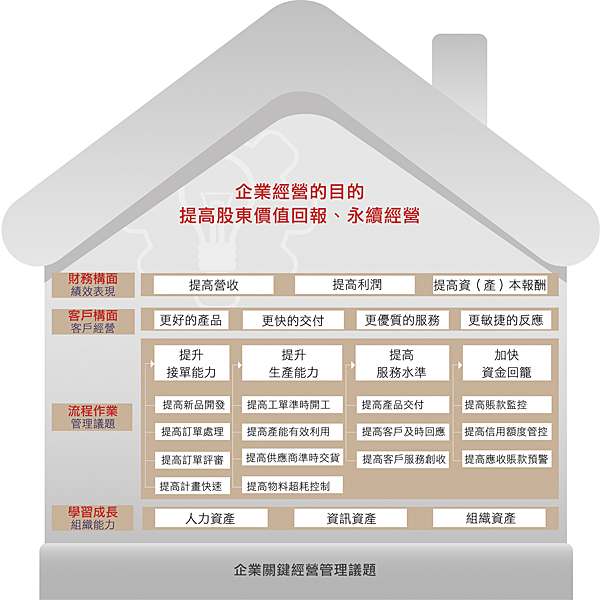 企業經營的目的
提高股東價值回報、永續經營
財務構面
績效表現
提高營收
提高利潤
提高資（產）本報酬
客戶構面
客戶經營
更好的產品
更快的交付
更優質的服務
更敏捷的反應
流程作業
管理議題
提升
接單能力
提高新品開發
提高訂單處理
提高訂單評審
提高計畫快速
提升
生產能力
提高工單準時開工
提高產能有效利用
提高供應商準時交貨
提高物料超耗控制
提高
服務水準
提高產品交付
提高客戶及時回應
提高客戶服務創收
加快
資金回籠
提高賬款監控
提高信用額度管控
提高應收賬款預警
學習成長
組織能力
人力資產
資訊資產
組織資產
企業關鍵經營管理議題